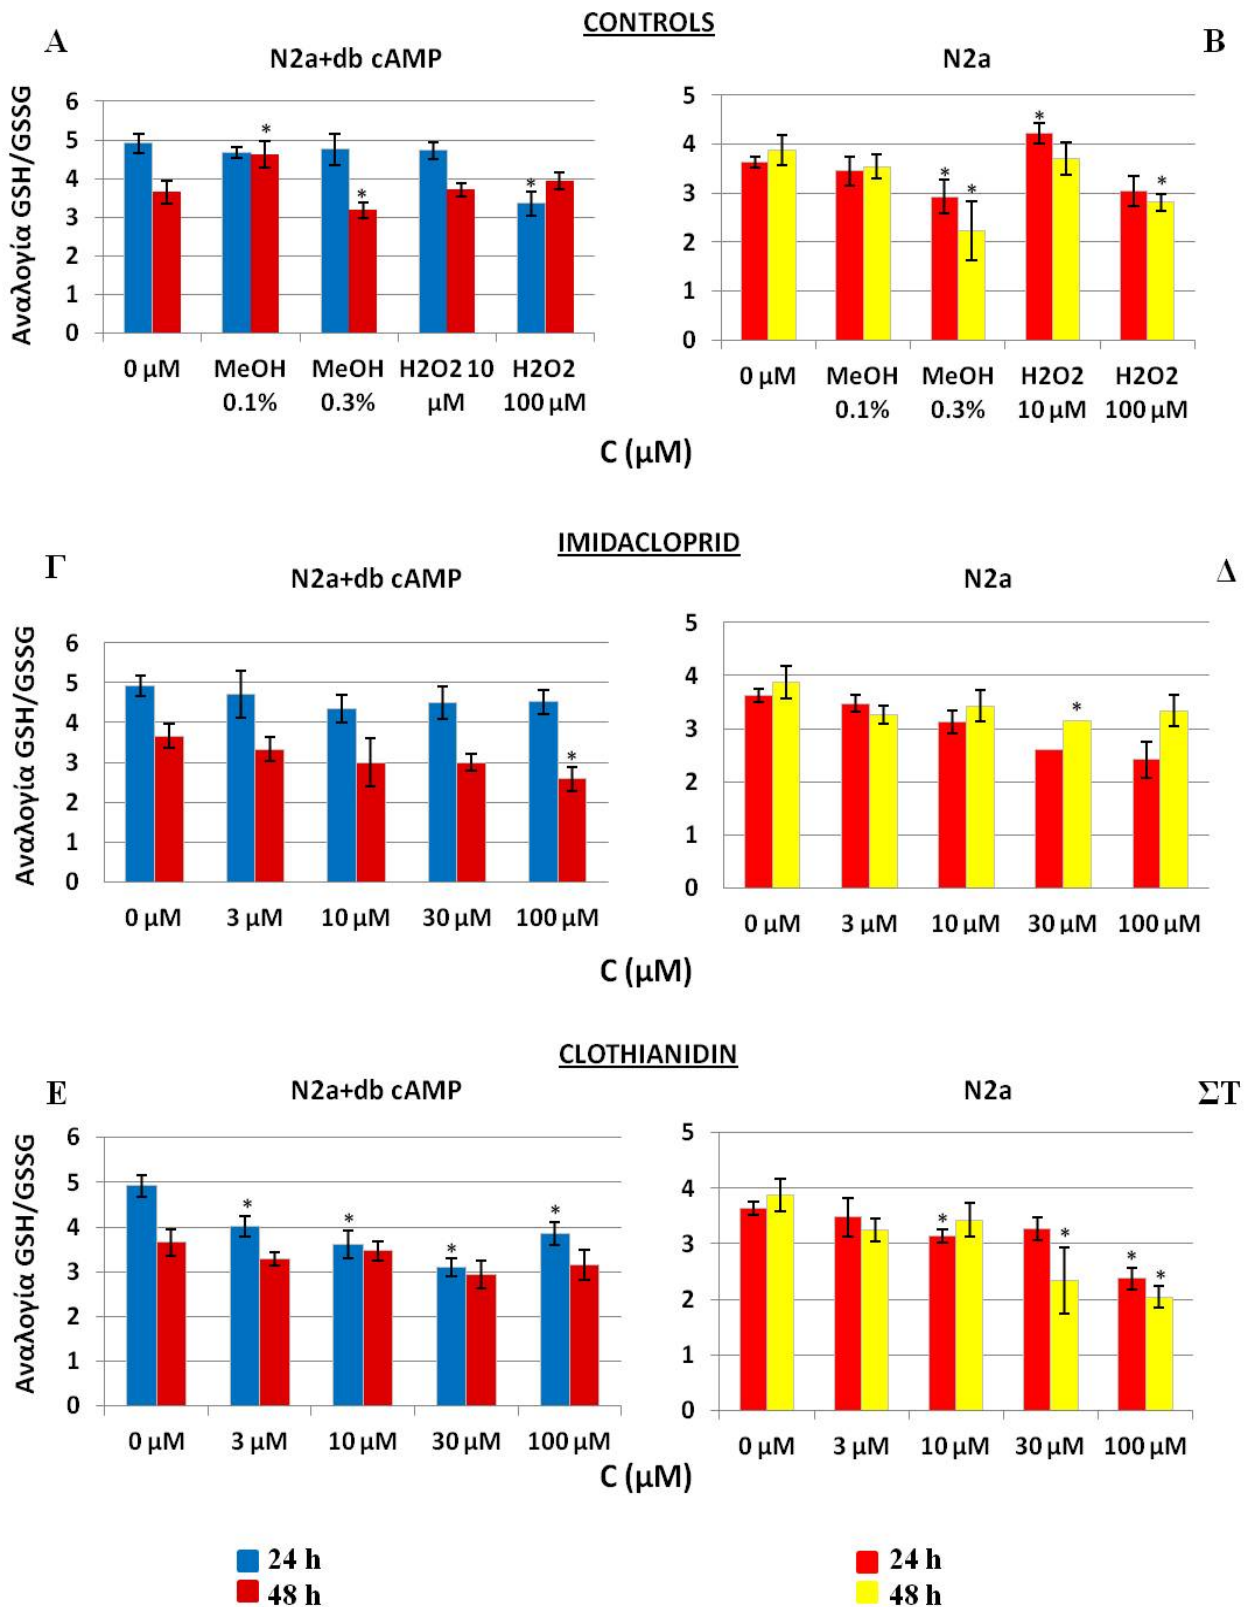 CONTROLS
Α
N2a+db cAMP
N2a
Β
Αναλογία GSH/GSSG
6
5
4
3
2
1
0
*
*
*
0 μM
MeOH 0.1%
MeOH 0.3%
H2O2 10 μM
H2O2 100 μM
5
4
3
2
1
0
*
*
*
*
0 μM
MeOH 0.1%
MeOH 0.3%
H2O2 10 μM
H2O2 100 μM
C (μM)
IMIDACLOPRID
Γ
N2a+db cAMP
N2a
Δ
Αναλογία GSH/GSSG
6
5
4
3
2
1
0
*
0 μM 3 μM 10 μM 30 μM 100 μM
5
4
3
2
1
0
*
0 μM 3 μM 10 μM 30 μM 100 μM
C (μM)
CLOTHIANIDIN
Ε
N2a+db cAMP
N2a
ΣΤ
Αναλογία GSH/GSSG
6
5
4
3
2
1
0
*
*
*
*
0 μM 3 μM 10 μM 30 μM 100 μM
5
4
3
2
1
0
*
*
*
*
0 μM 3 μM 10 μM 30 μM 100 μM
C (μM)
24 h
48 h
24 h
48 h